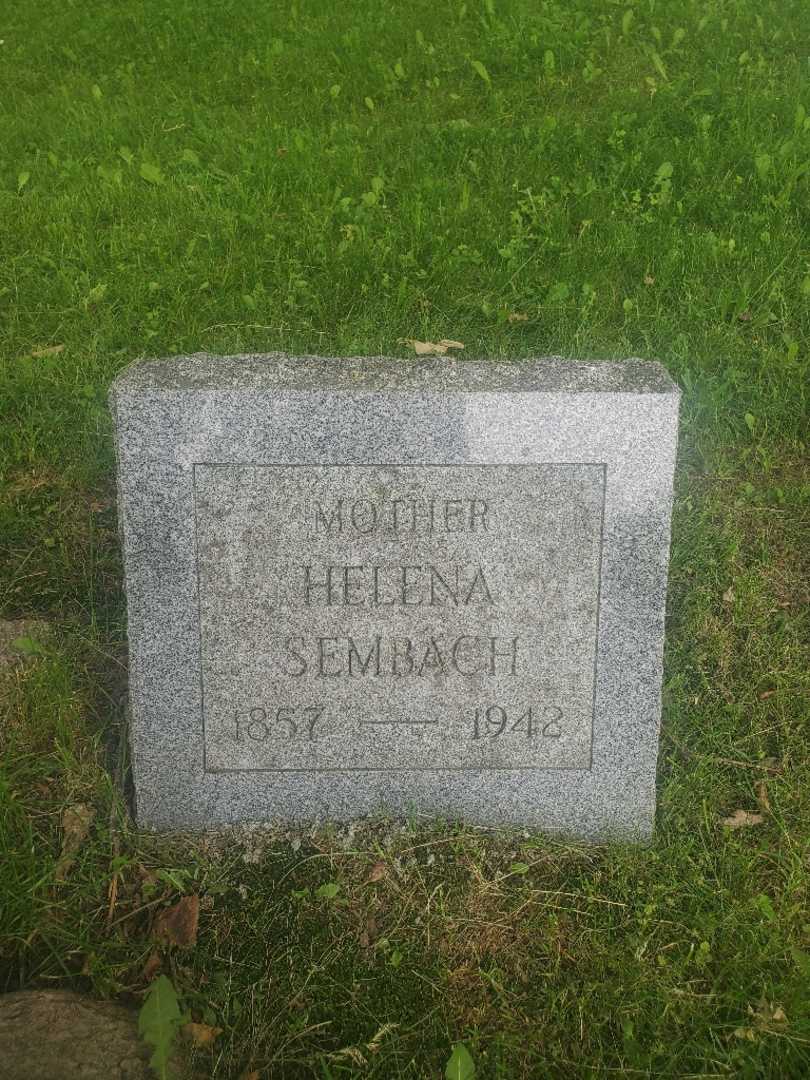 MOTHER
HELENA
SEMBACH
1857 — 1942